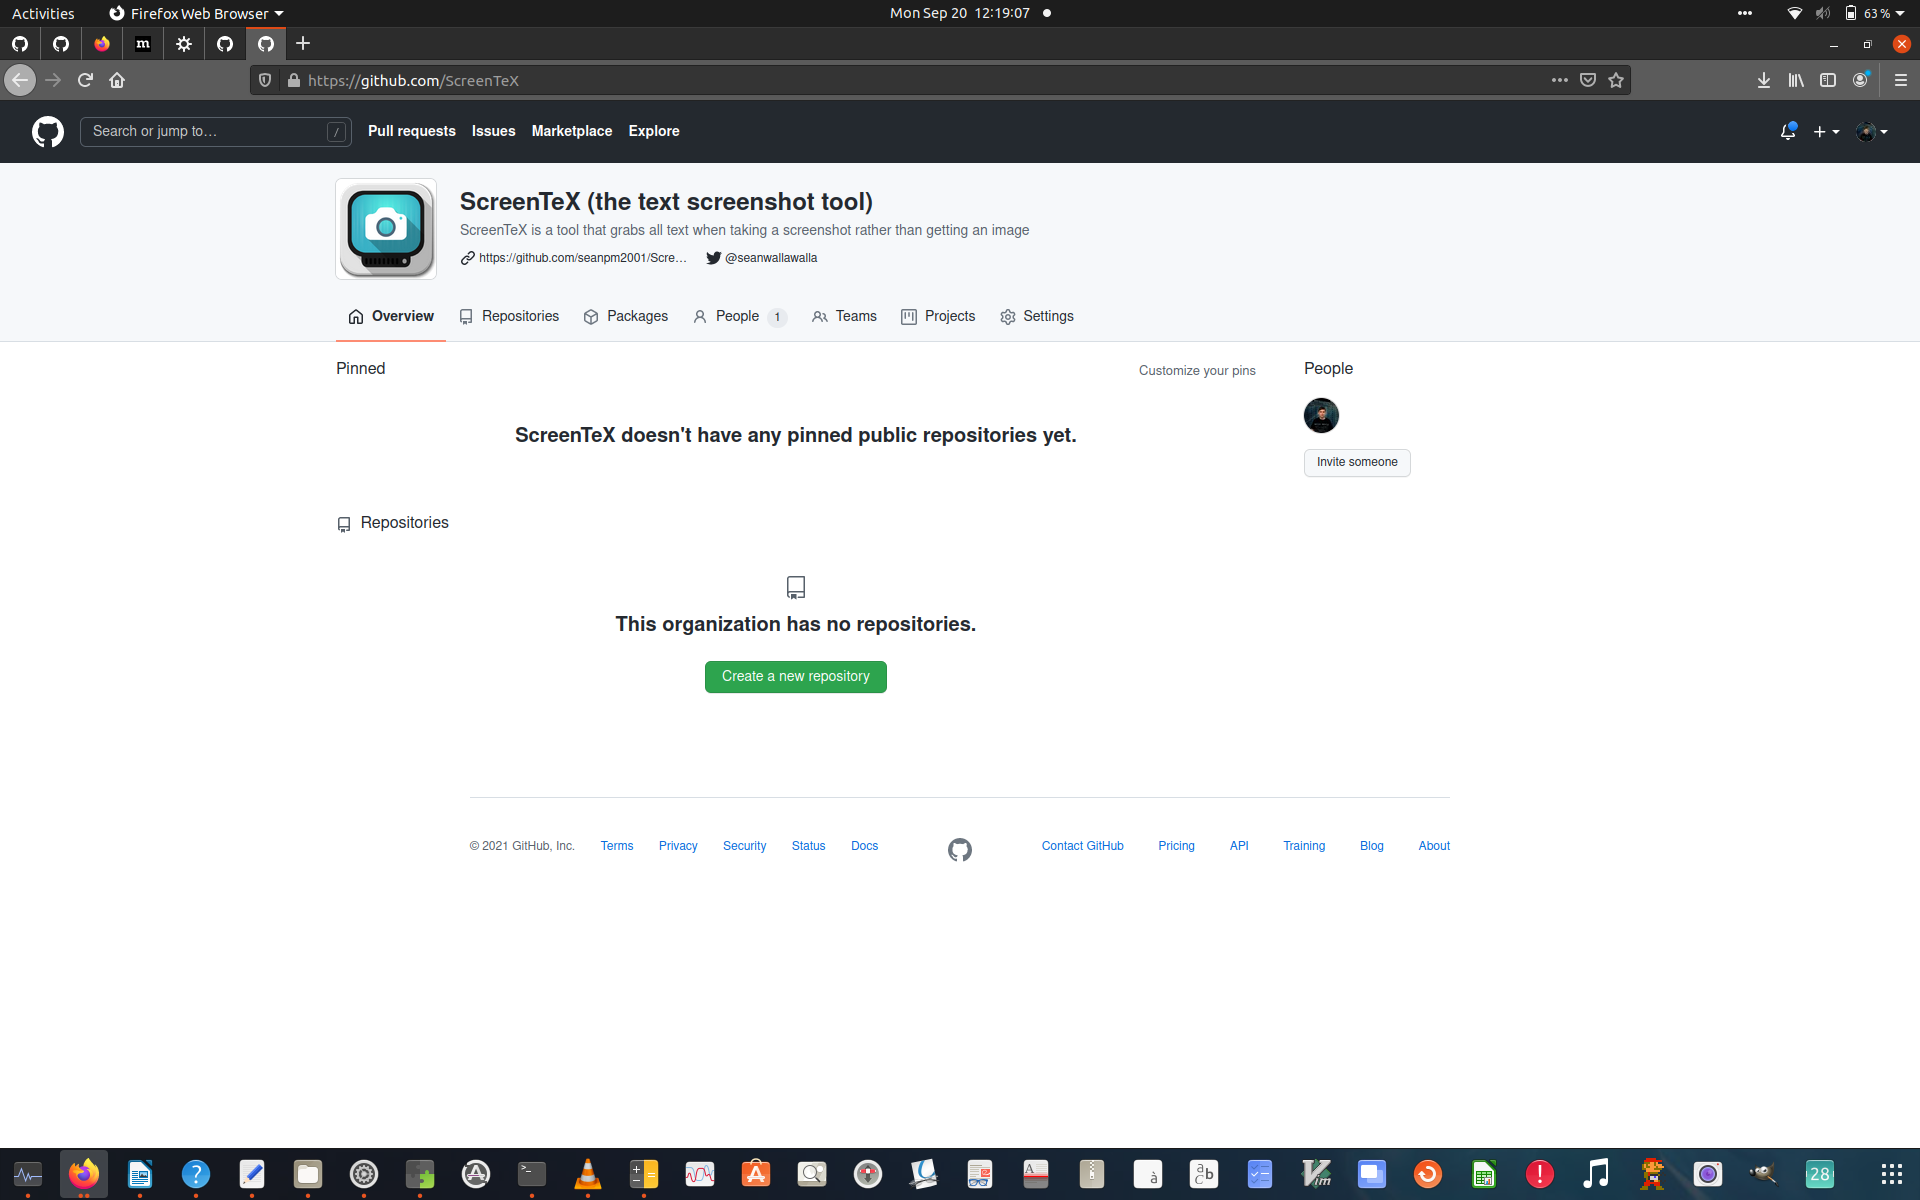 Activities Firefox Web Browser Mon Sep 20 12:19:07 63 %
m
https://github.com/ScreenTeX
Search or jump to… / Pull requests Issues Marketplace Explore
ScreenTeX (the text screenshot tool)
ScreenTeX is a tool that grabs all text when taking a screenshot rather than getting an image
https://github.com/seanpm2001/Scre… @seanwallawalla
Overview Repositories Packages People 1 Teams Projects Settings
Pinned Customize your pins People
ScreenTeX doesn't have any pinned public repositories yet.
Invite someone
Repositories
This organization has no repositories.
Create a new repository
© 2021 GitHub, Inc. Terms Privacy Security Status Docs Contact GitHub Pricing API Training Blog About
28